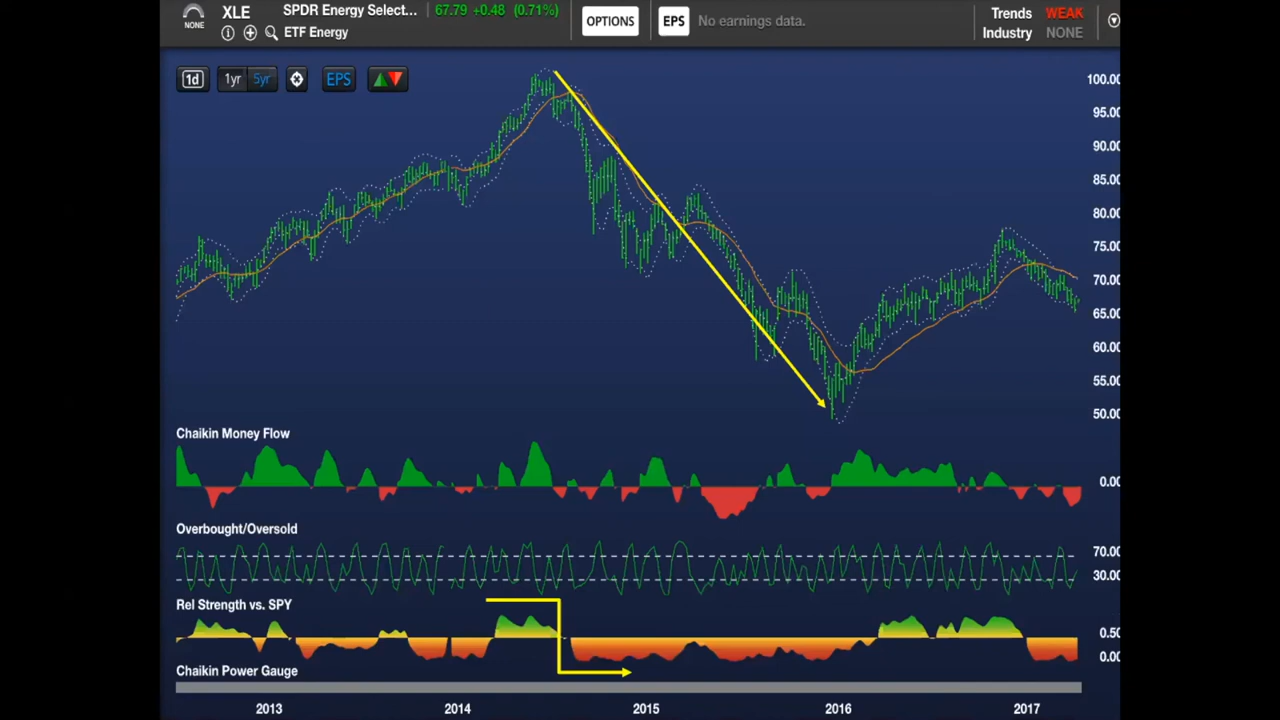 NONE
XLE SPDR Energy Select... 67.79 +0.48 (0.71%)
ETF Energy
OPTIONS
EPS No earnings data.
Trends WEAK
Industry NONE
1d 1yr 5yr EPS
100.00
95.00
90.00
85.00
80.00
75.00
70.00
65.00
60.00
55.00
50.00
Chaikin Money Flow
0.00
Overbought/Oversold
70.00
30.00
Rel Strength vs. SPY
0.50
0.00
Chaikin Power Gauge
2013 2014 2015 2016 2017